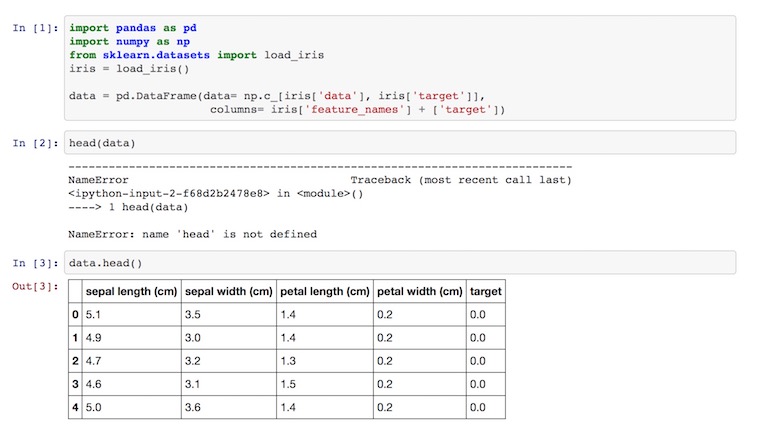 In [1]: import pandas as pd
import numpy as np
from sklearn.datasets import load_iris
iris = load_iris()
data = pd.DataFrame(data= np.c_[iris['data'], iris['target']],
columns= iris['feature_names'] + ['target'])
In [2]: head(data)
---------------------------------------------------------------------------
NameError Traceback (most recent call last)
<ipython-input-2-f68d2b2478e8> in <module>()
----> 1 head(data)
NameError: name 'head' is not defined
In [3]: data.head()
Out[3]: sepal length (cm) sepal width (cm) petal length (cm) petal width (cm) target
0 5.1 3.5 1.4 0.2 0.0
1 4.9 3.0 1.4 0.2 0.0
2 4.7 3.2 1.3 0.2 0.0
3 4.6 3.1 1.5 0.2 0.0
4 5.0 3.6 1.4 0.2 0.0